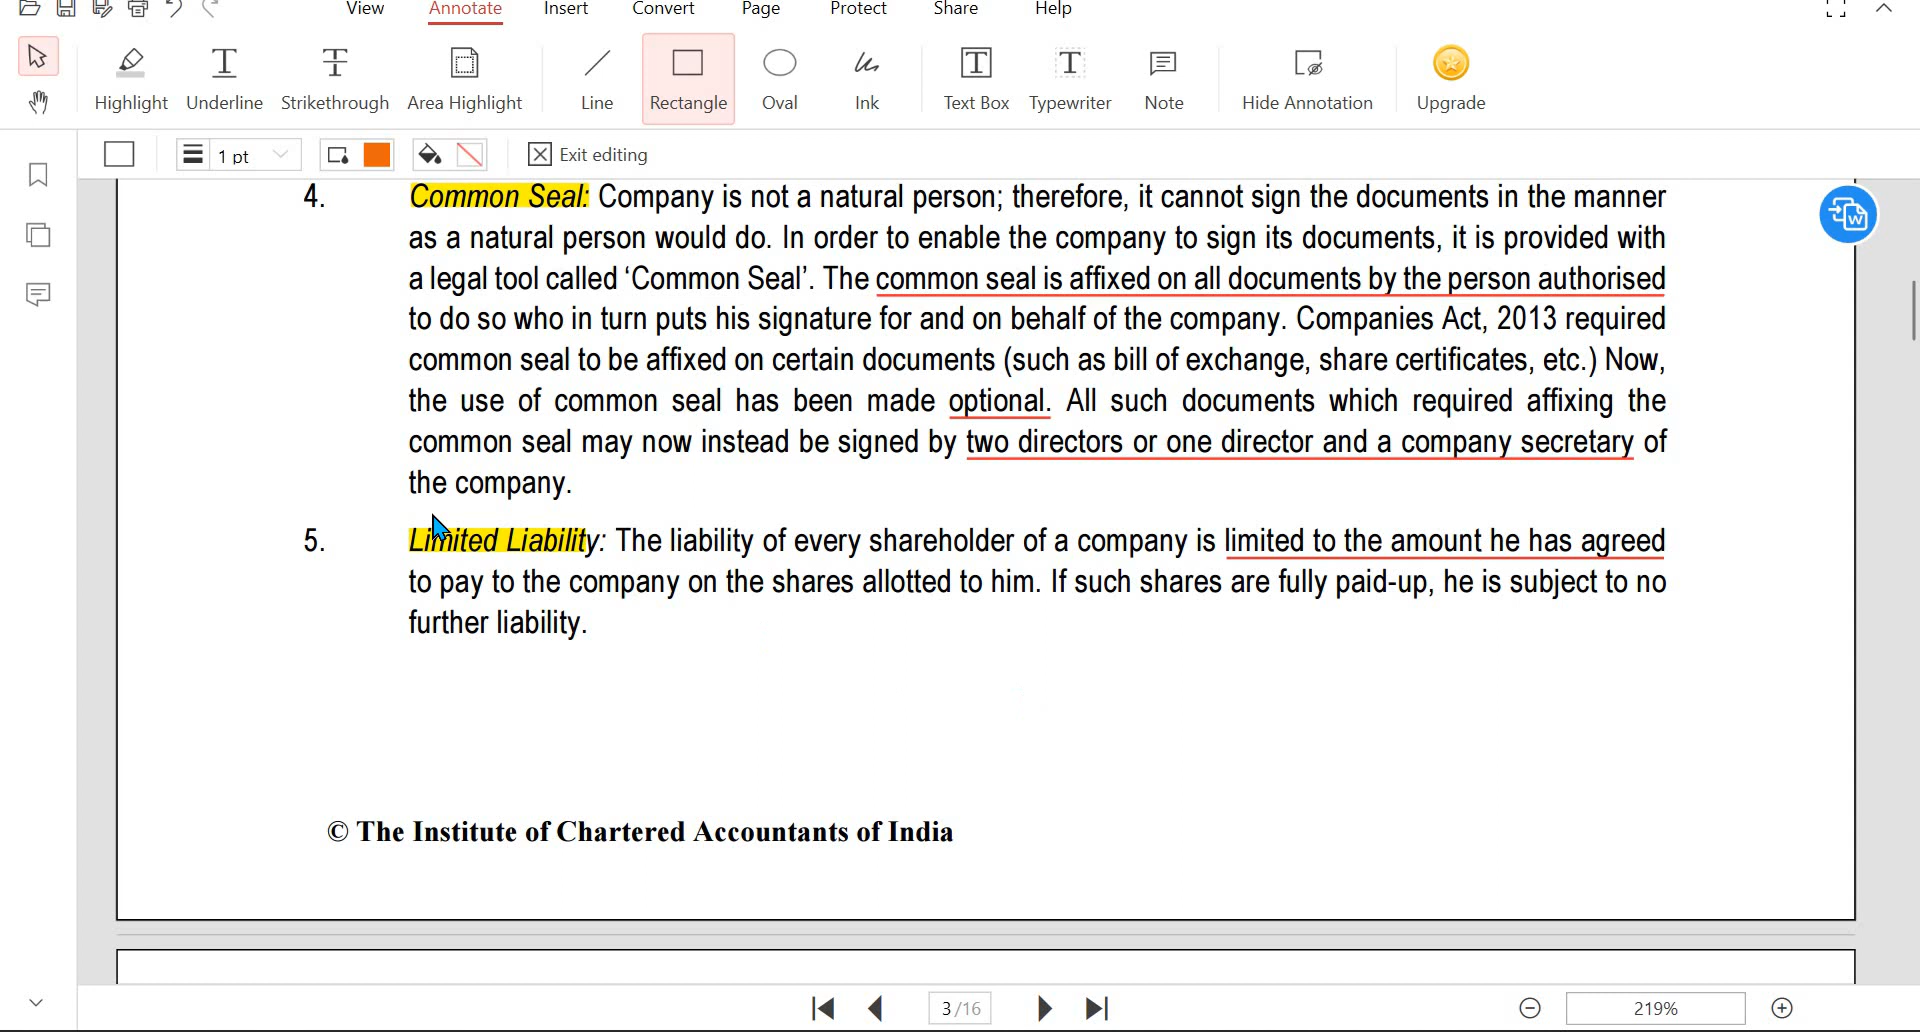 View Annotate Insert Convert Page Protect Share Help
Highlight Underline Strikethrough Area Highlight Line Rectangle Oval Ink Text Box Typewriter Note Hide Annotation Upgrade
1 pt Exit editing
4. Common Seal: Company is not a natural person; therefore, it cannot sign the documents in the manner
as a natural person would do. In order to enable the company to sign its documents, it is provided with
a legal tool called ‘Common Seal’. The common seal is affixed on all documents by the person authorised
to do so who in turn puts his signature for and on behalf of the company. Companies Act, 2013 required
common seal to be affixed on certain documents (such as bill of exchange, share certificates, etc.) Now,
the use of common seal has been made optional. All such documents which required affixing the
common seal may now instead be signed by two directors or one director and a company secretary of
the company.
5. Limited Liability: The liability of every shareholder of a company is limited to the amount he has agreed
to pay to the company on the shares allotted to him. If such shares are fully paid-up, he is subject to no
further liability.
© The Institute of Chartered Accountants of India
3 /16 219%